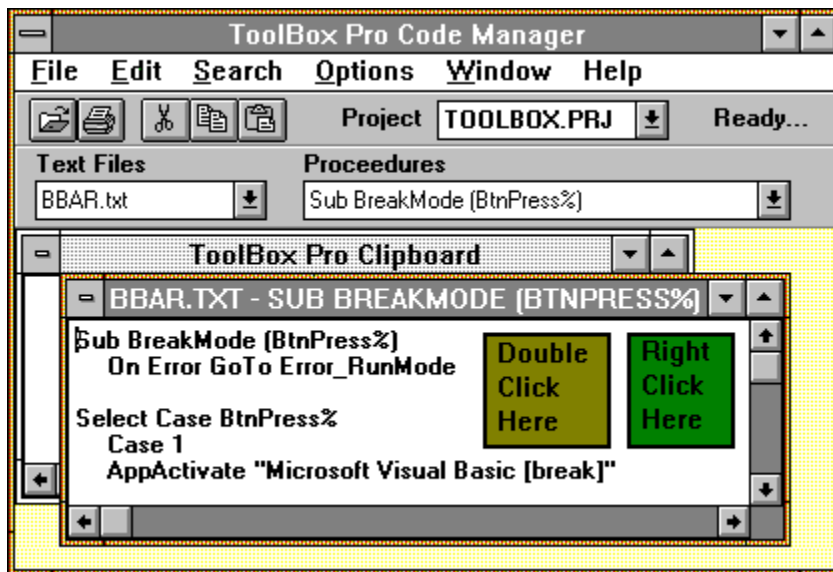 ToolBox Pro Code Manager
File Edit Search Options Window Help
Project TOOLBOX.PRJ Ready...
Text Files Proceedures
BBAR.txt Sub BreakMode (BtnPress%)
ToolBox Pro Clipboard
BBAR.TXT - SUB BREAKMODE (BTNPRESS%)
Sub BreakMode (BtnPress%)
On Error GoTo Error_RunMode
Select Case BtnPress%
Case 1
AppActivate "Microsoft Visual Basic [break]"
Double
Click
Here
Right
Click
Here